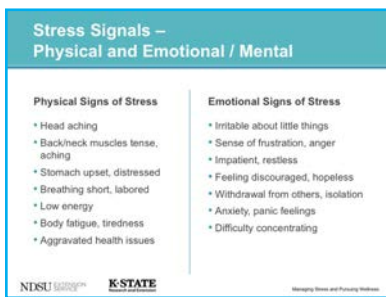 Stress Signals –
Physical and Emotional / Mental
Physical Signs of Stress
• Head aching
• Back/neck muscles tense,
aching
• Stomach upset, distressed
• Breathing short, labored
• Low energy
• Body fatigue, tiredness
• Aggravated health issues
Emotional Signs of Stress
• Irritable about little things
• Sense of frustration, anger
• Impatient, restless
• Feeling discouraged, hopeless
• Withdrawal from others, isolation
• Anxiety, panic feelings
• Difficulty concentrating
NDSU EXTENSION
SERVICE
K-STATE
Research and Extension
Managing Stress and Pursuing Wellness